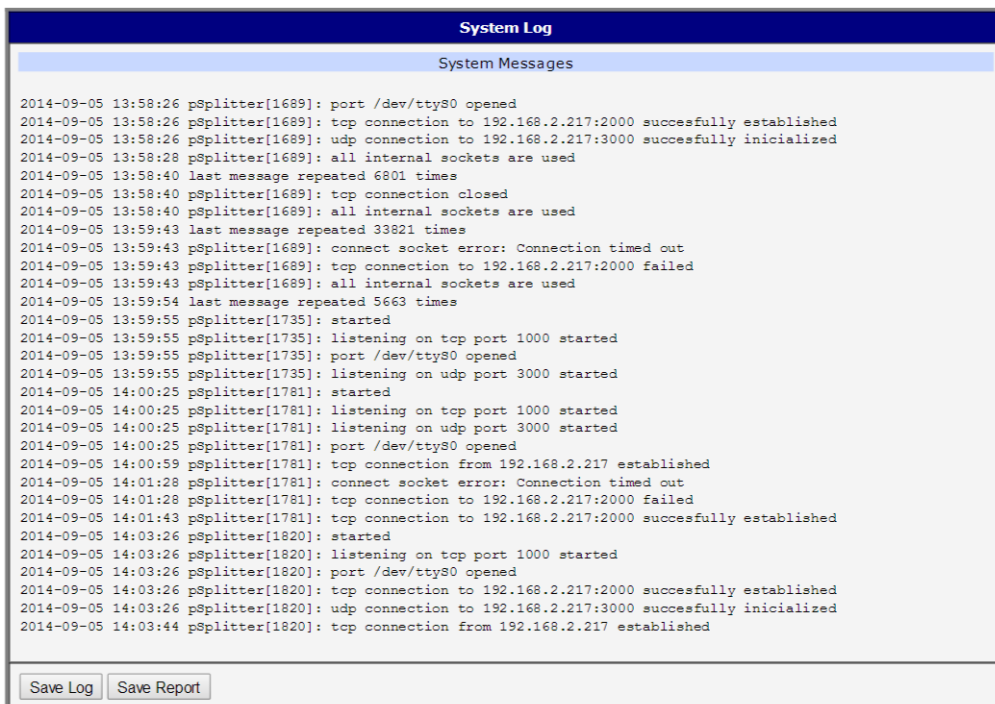 System Log
System Messages
2014-09-05 13:58:26 pSplitter[1689]: port /dev/ttyS0 opened
2014-09-05 13:58:26 pSplitter[1689]: tcp connection to 192.168.2.217:2000 succesfully established
2014-09-05 13:58:26 pSplitter[1689]: udp connection to 192.168.2.217:3000 succesfully inicialized
2014-09-05 13:58:28 pSplitter[1689]: all internal sockets are used
2014-09-05 13:58:40 last message repeated 6801 times
2014-09-05 13:58:40 pSplitter[1689]: tcp connection closed
2014-09-05 13:58:40 pSplitter[1689]: all internal sockets are used
2014-09-05 13:59:43 last message repeated 33821 times
2014-09-05 13:59:43 pSplitter[1689]: connect socket error: Connection timed out
2014-09-05 13:59:43 pSplitter[1689]: tcp connection to 192.168.2.217:2000 failed
2014-09-05 13:59:43 pSplitter[1689]: all internal sockets are used
2014-09-05 13:59:54 last message repeated 5663 times
2014-09-05 13:59:55 pSplitter[1735]: started
2014-09-05 13:59:55 pSplitter[1735]: listening on tcp port 1000 started
2014-09-05 13:59:55 pSplitter[1735]: port /dev/ttyS0 opened
2014-09-05 13:59:55 pSplitter[1735]: listening on udp port 3000 started
2014-09-05 14:00:25 pSplitter[1781]: started
2014-09-05 14:00:25 pSplitter[1781]: listening on tcp port 1000 started
2014-09-05 14:00:25 pSplitter[1781]: listening on udp port 3000 started
2014-09-05 14:00:25 pSplitter[1781]: port /dev/ttyS0 opened
2014-09-05 14:00:59 pSplitter[1781]: tcp connection from 192.168.2.217 established
2014-09-05 14:01:28 pSplitter[1781]: connect socket error: Connection timed out
2014-09-05 14:01:28 pSplitter[1781]: tcp connection to 192.168.2.217:2000 failed
2014-09-05 14:01:43 pSplitter[1781]: tcp connection to 192.168.2.217:2000 succesfully established
2014-09-05 14:03:26 pSplitter[1820]: started
2014-09-05 14:03:26 pSplitter[1820]: listening on tcp port 1000 started
2014-09-05 14:03:26 pSplitter[1820]: port /dev/ttyS0 opened
2014-09-05 14:03:26 pSplitter[1820]: tcp connection to 192.168.2.217:2000 succesfully established
2014-09-05 14:03:26 pSplitter[1820]: udp connection to 192.168.2.217:3000 succesfully inicialized
2014-09-05 14:03:44 pSplitter[1820]: tcp connection from 192.168.2.217 established
Save Log Save Report